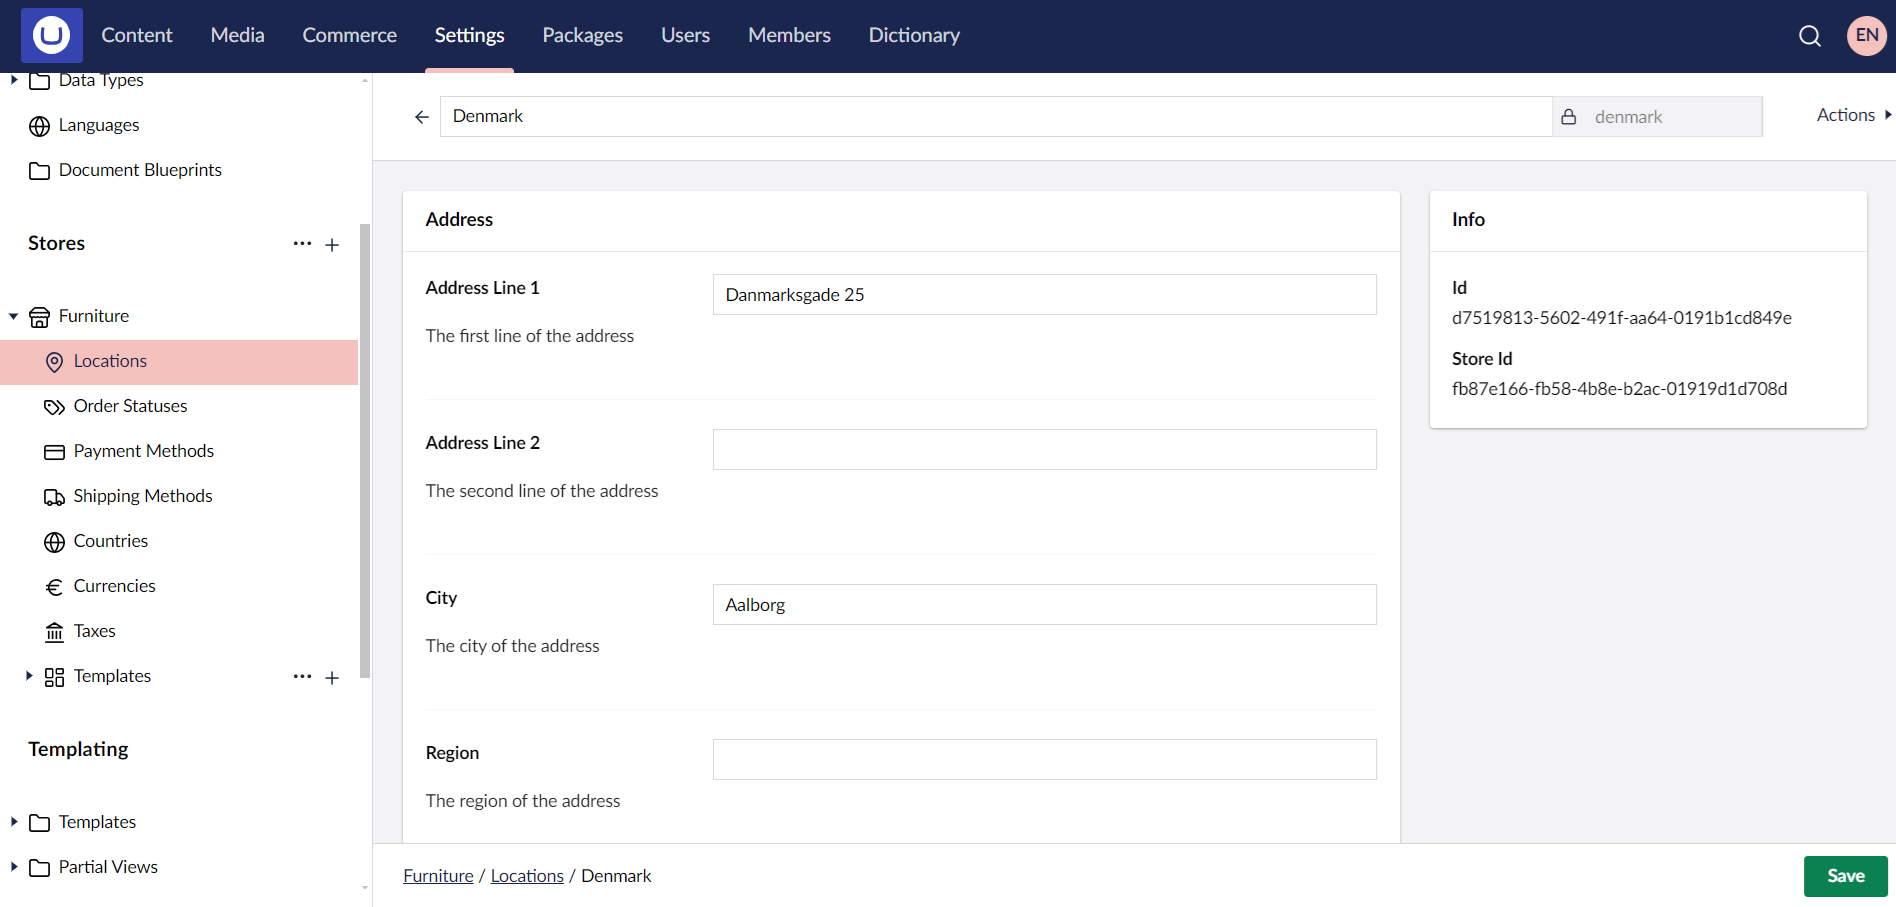 Content Media Commerce Settings Packages Users Members Dictionary EN
Data Types
Languages
Document Blueprints
Stores
Furniture
Locations
Order Statuses
Payment Methods
Shipping Methods
Countries
Currencies
Taxes
Templates
Templating
Templates
Partial Views
Denmark denmark Actions
Address
Address Line 1 Danmarksgade 25
The first line of the address
Address Line 2
The second line of the address
City Aalborg
The city of the address
Region
The region of the address
Info
Id
d7519813-5602-491f-aa64-0191b1cd849e
Store Id
fb87e166-fb58-4b8e-b2ac-01919d1d708d
Furniture / Locations / Denmark Save